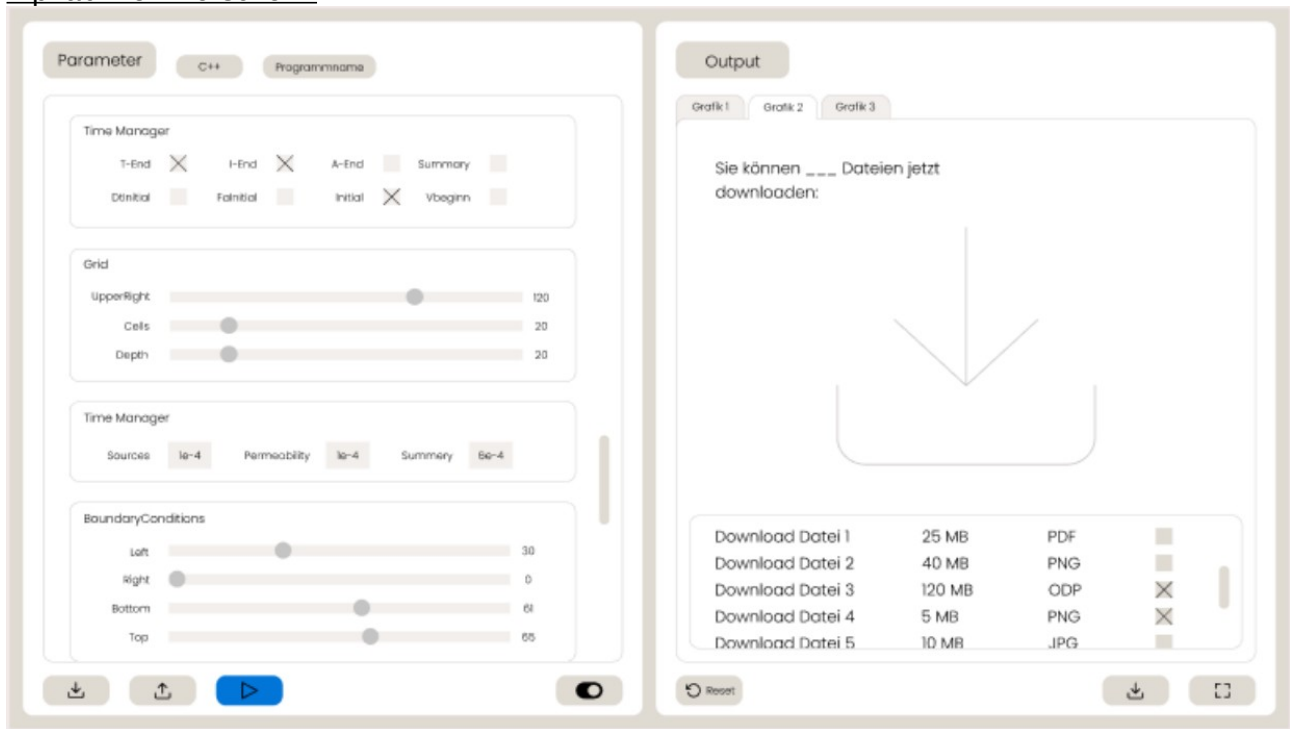 Parameter C++ Programmname
Time Manager
T-End I-End A-End Summary
DtInitial FaInitial Initial Vbeginn
Grid
UpperRight 120
Cells 20
Depth 20
Time Manager
Sources 1e-4 Permeability 1e-4 Summery 6e-4
BoundaryConditions
Left 30
Right 0
Bottom 61
Top 65
Output
Grafik 1 Grafik 2 Grafik 3
Sie können ___ Dateien jetzt
downloaden:
Download Datei 1 25 MB PDF
Download Datei 2 40 MB PNG
Download Datei 3 120 MB ODP
Download Datei 4 5 MB PNG
Download Datei 5 10 MB JPG
Reset